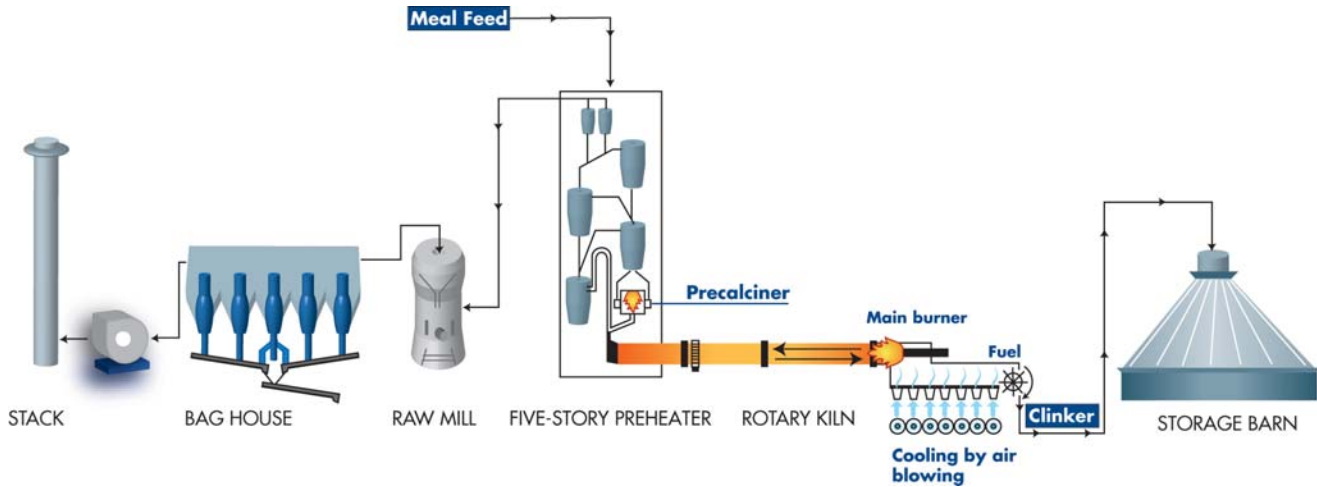 Meal Feed
Precalciner
Main burner
Fuel
STACK
BAG HOUSE
RAW MILL
FIVE-STORY PREHEATER
ROTARY KILN
Clinker
STORAGE BARN
Cooling by air
blowing